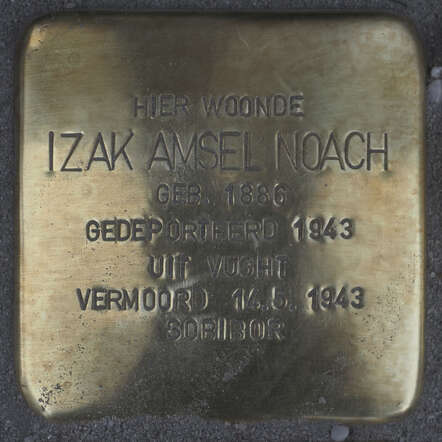 HIER WOONDE
IZAK AMSEL NOACH
GEB. 1886
GEDEPORTEERD 1943
UIT VUGHT
VERMOORD 14.5. 1943
SOBIBOR